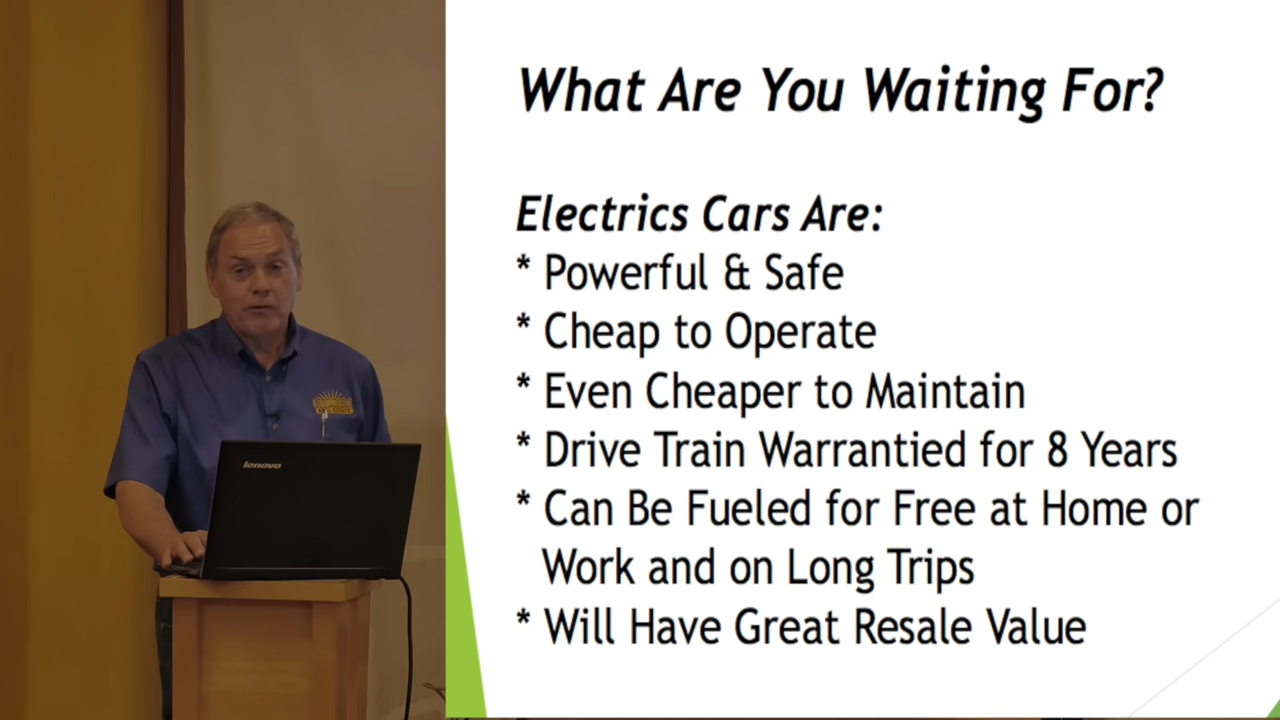 What Are You Waiting For?
Electrics Cars Are:
* Powerful & Safe
* Cheap to Operate
* Even Cheaper to Maintain
* Drive Train Warrantied for 8 Years
* Can Be Fueled for Free at Home or
Work and on Long Trips
* Will Have Great Resale Value
lenovo